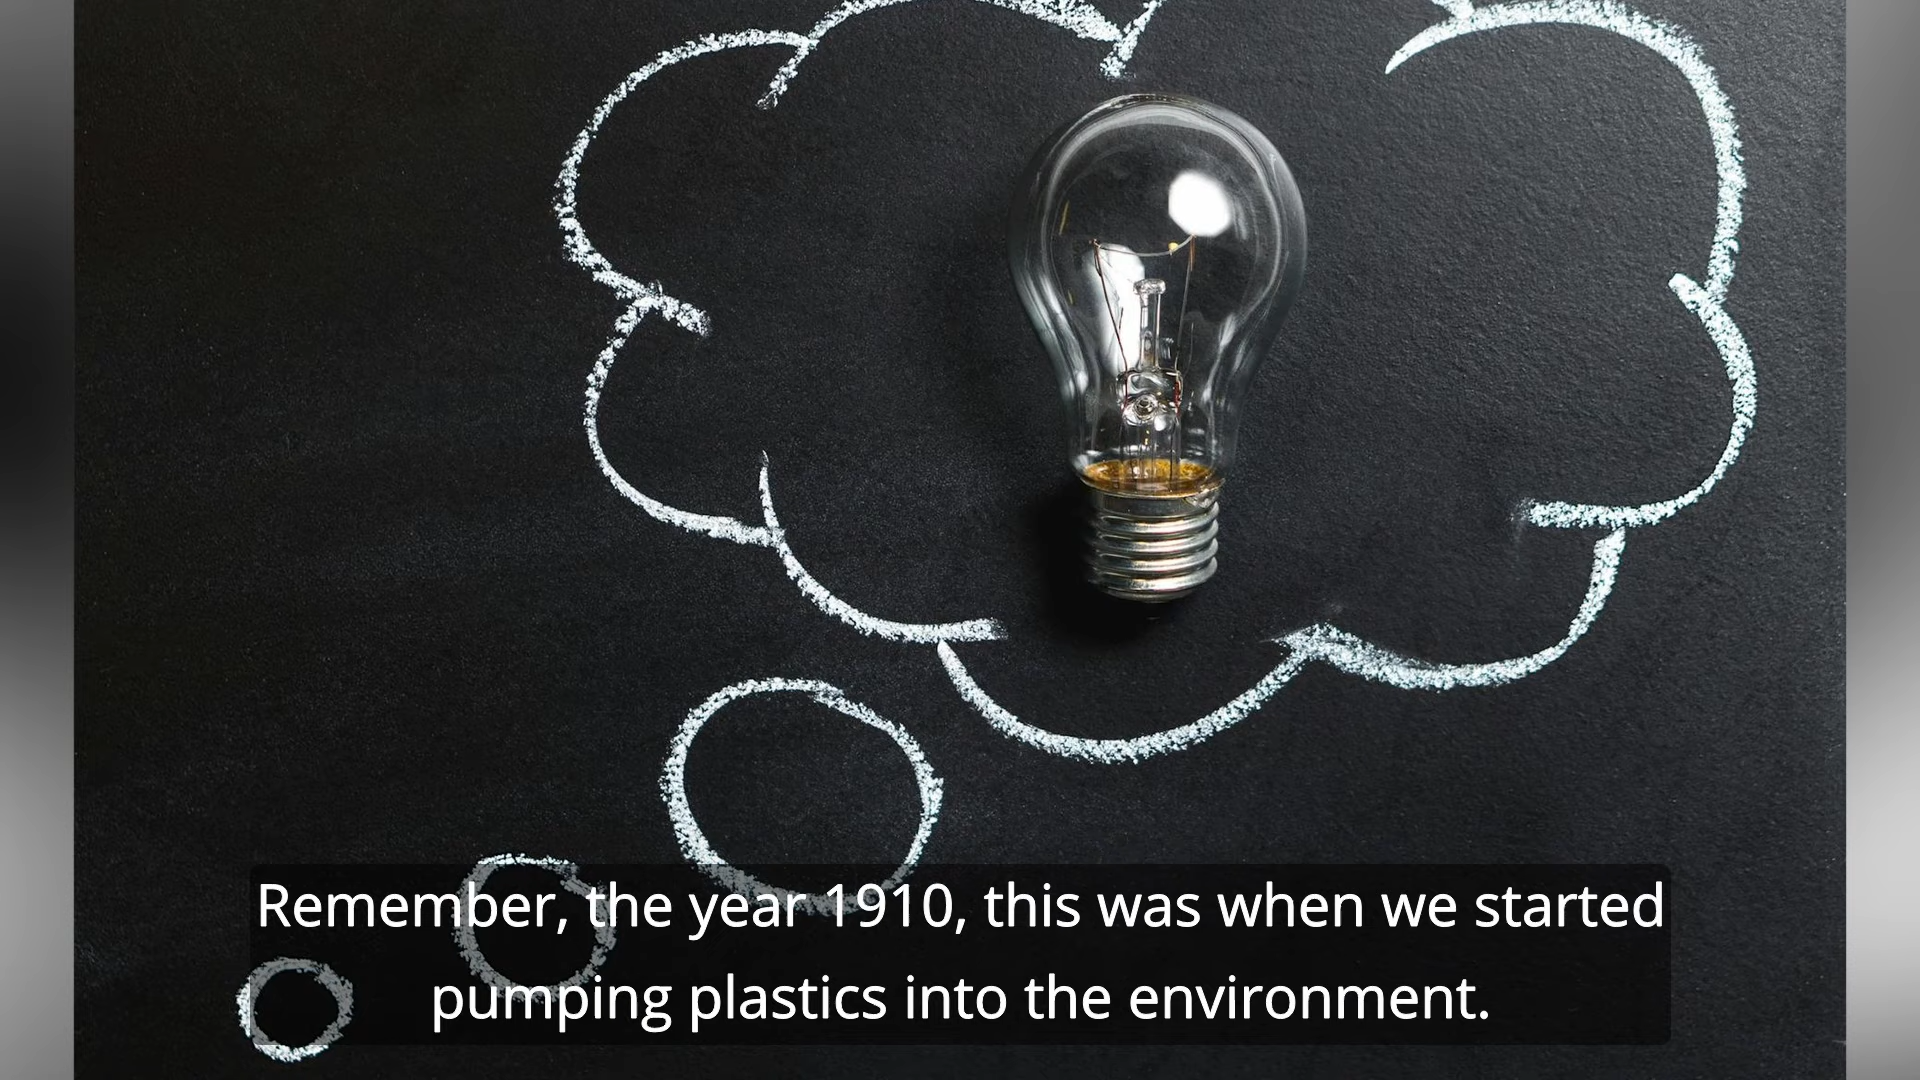 Remember, the year 1910, this was when we started
pumping plastics into the environment.